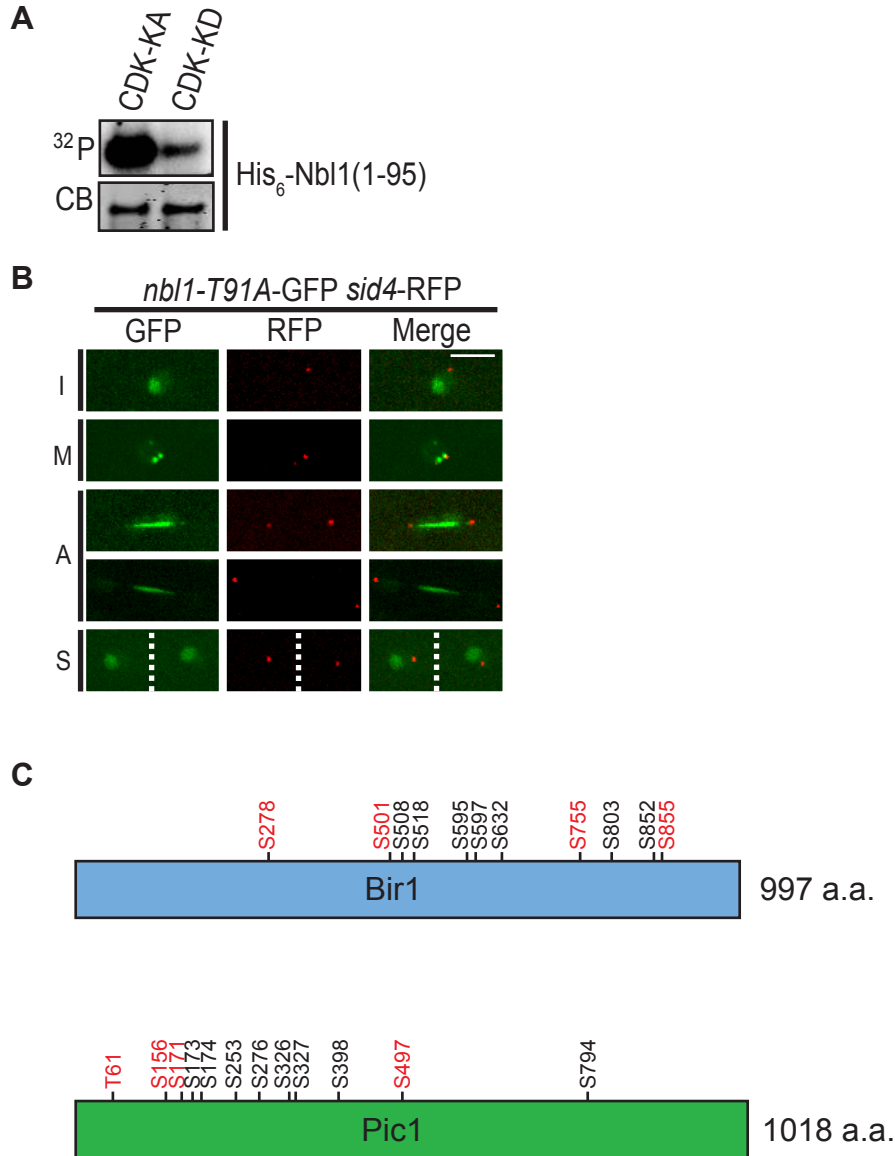 A
CDK-KA
CDK-KD
32P
CB
His6-Nbl1(1-95)
B
nbl1-T91A-GFP sid4-RFP
GFP RFP Merge
I
M
A
S
C
S278 S501 S508 S518 S595 S597 S632 S755 S803 S852 S855
Bir1 997 a.a.
T61 S156 S171 S173 S174 S253 S276 S326 S327 S398 S497 S794
Pic1 1018 a.a.